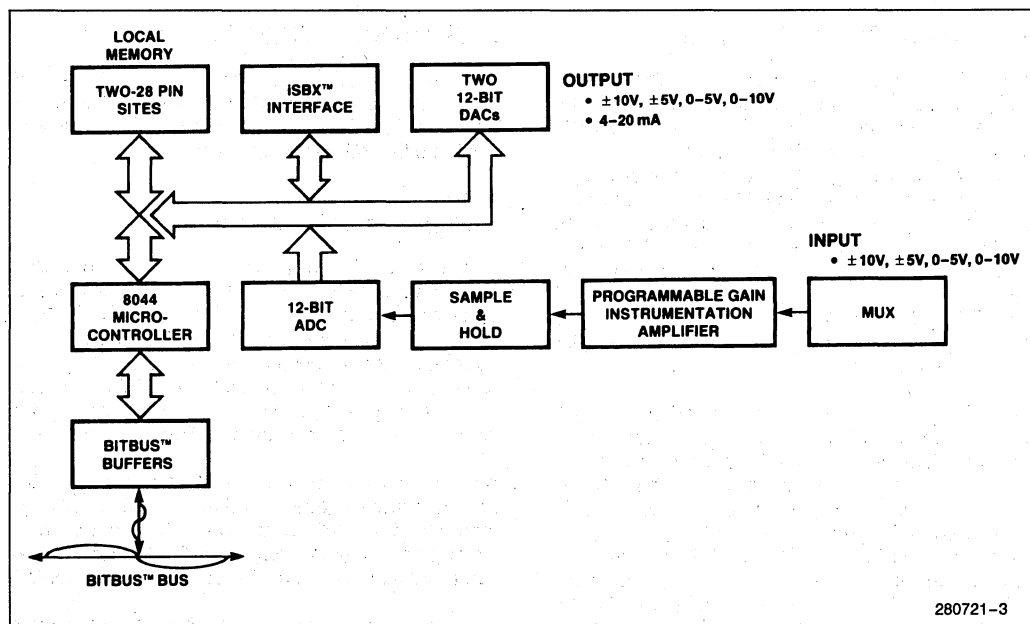 LOCAL
MEMORY
TWO-28 PIN
SITES
iSBX™
INTERFACE
TWO
12-BIT
DACs
OUTPUT
• ±10V, ±5V, 0–5V, 0–10V
• 4–20 mA
INPUT
• ±10V, ±5V, 0–5V, 0–10V
8044
MICRO-
CONTROLLER
12-BIT
ADC
SAMPLE
&
HOLD
PROGRAMMABLE GAIN
INSTRUMENTATION
AMPLIFIER
MUX
BITBUS™
BUFFERS
BITBUS™ BUS
280721–3